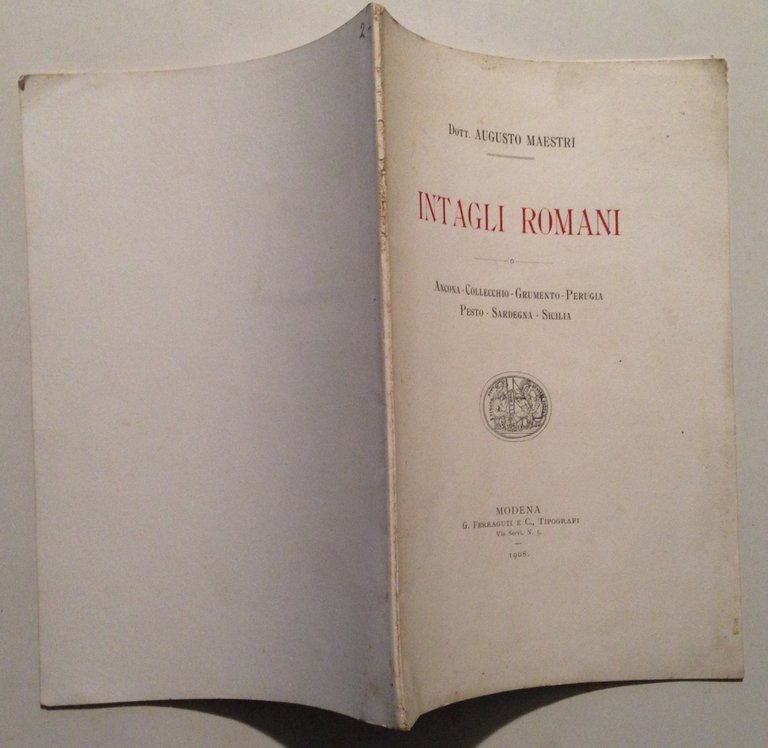 2-
Dott. AUGUSTO MAESTRI
INTAGLI ROMANI
Ancona - Collecchio - Grumento - Perugia
Pesto - Sardegna - Sicilia
MODENA
G. Ferraguti e C., Tipografi
Via Servi, N. 5.
1908.